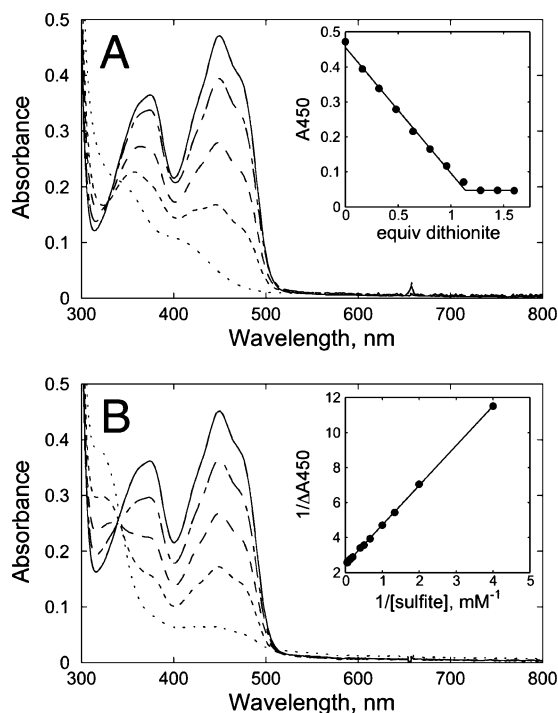 A
Absorbance
0.5
0.4
0.3
0.2
0.1
0
300 400 500 600 700 800
Wavelength, nm
A450
0.5
0.4
0.3
0.2
0.1
0
0 0.5 1 1.5
equiv dithionite
B
Absorbance
0.5
0.4
0.3
0.2
0.1
0
300 400 500 600 700 800
Wavelength, nm
1/ΔA450
12
10
8
6
4
2
0 1 2 3 4 5
1/[sulfite], mM⁻¹